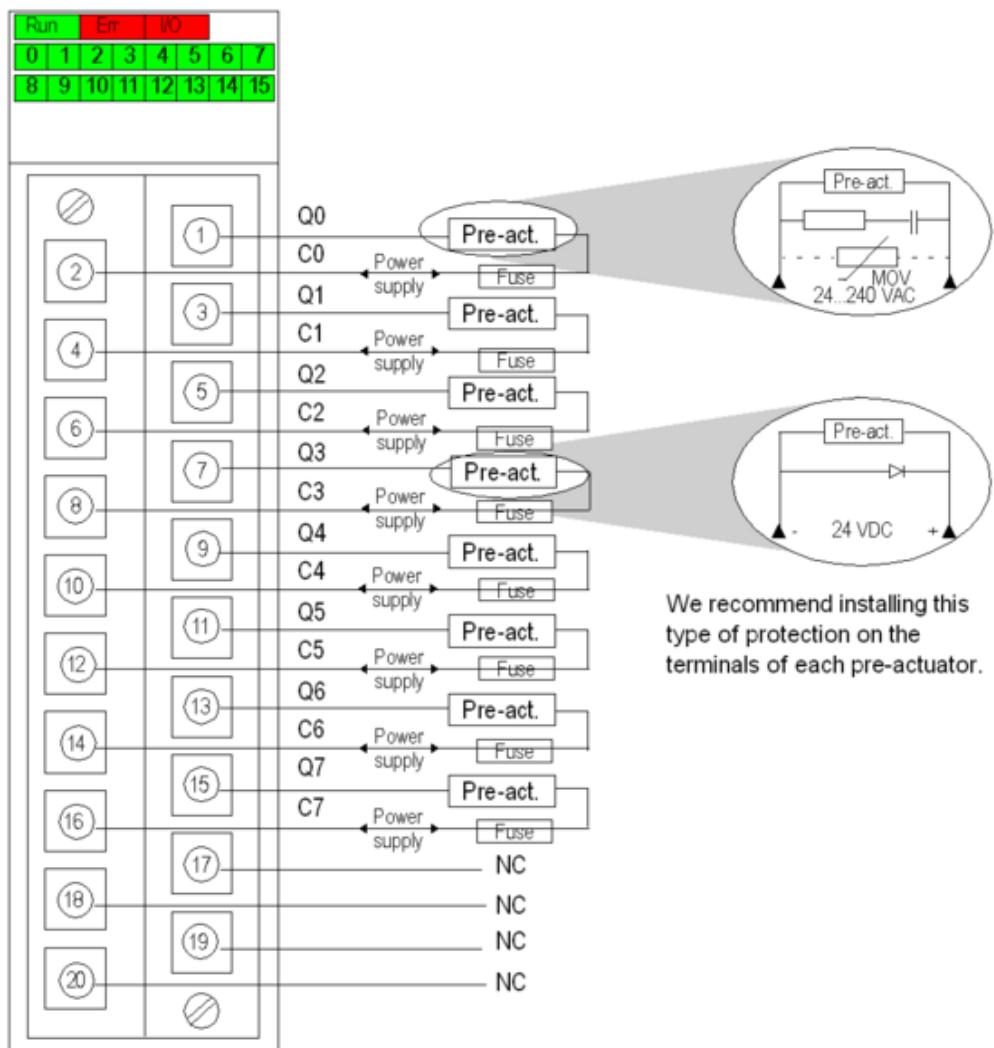 Run Err I/O
0 1 2 3 4 5 6 7
8 9 10 11 12 13 14 15
1 Q0 Pre-act.
2 C0 Power supply Fuse
3 Q1 Pre-act.
4 C1 Power supply Fuse
5 Q2 Pre-act.
6 C2 Power supply Fuse
7 Q3 Pre-act.
8 C3 Power supply Fuse
9 Q4 Pre-act.
10 C4 Power supply Fuse
11 Q5 Pre-act.
12 C5 Power supply Fuse
13 Q6 Pre-act.
14 C6 Power supply Fuse
15 Q7 Pre-act.
16 C7 Power supply Fuse
17 NC
18 NC
19 NC
20 NC
Pre-act.
MOV
24...240 VAC
Pre-act.
- 24 VDC +
We recommend installing this
type of protection on the
terminals of each pre-actuator.